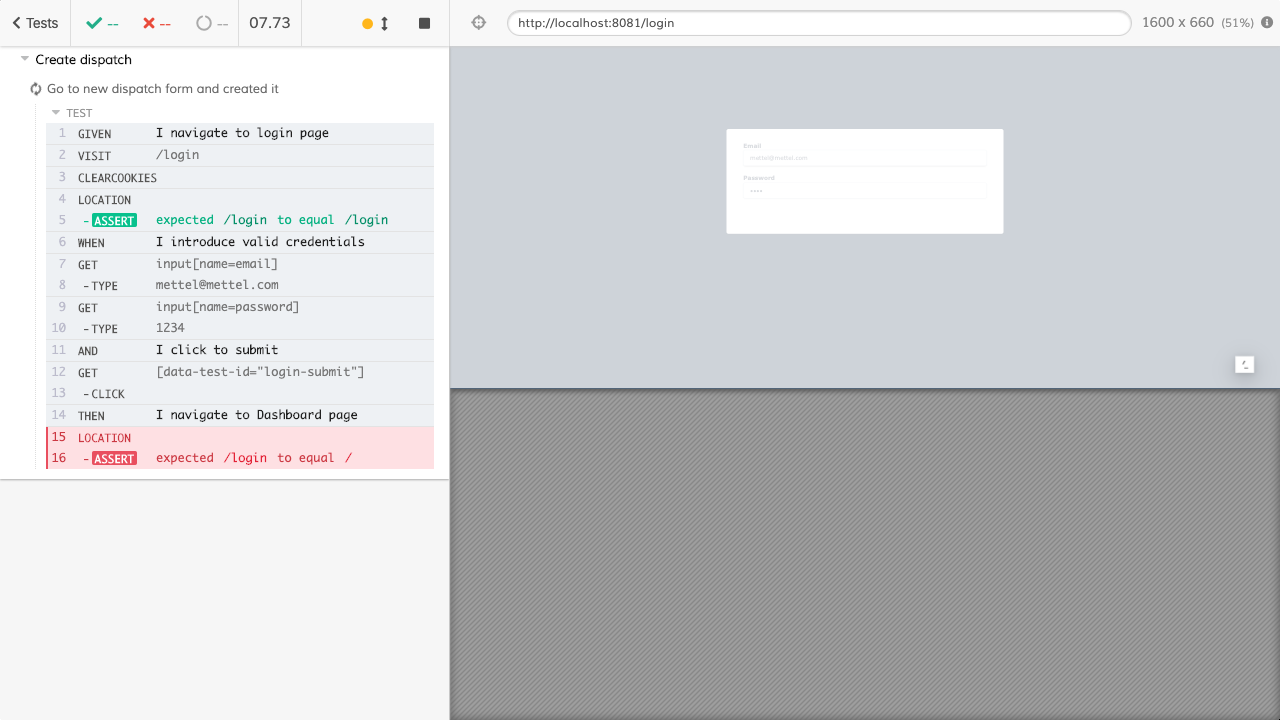 Tests -- -- -- 07.73
http://localhost:8081/login 1600 x 660 (51%)
Create dispatch
Go to new dispatch form and created it
TEST
1 GIVEN I navigate to login page
2 VISIT /login
3 CLEARCOOKIES
4 LOCATION
5 - ASSERT expected /login to equal /login
6 WHEN I introduce valid credentials
7 GET input[name=email]
8 - TYPE mettel@mettel.com
9 GET input[name=password]
10 - TYPE 1234
11 AND I click to submit
12 GET [data-test-id="login-submit"]
13 - CLICK
14 THEN I navigate to Dashboard page
15 LOCATION
16 - ASSERT expected /login to equal /
Email
mettel@mettel.com
Password
••••